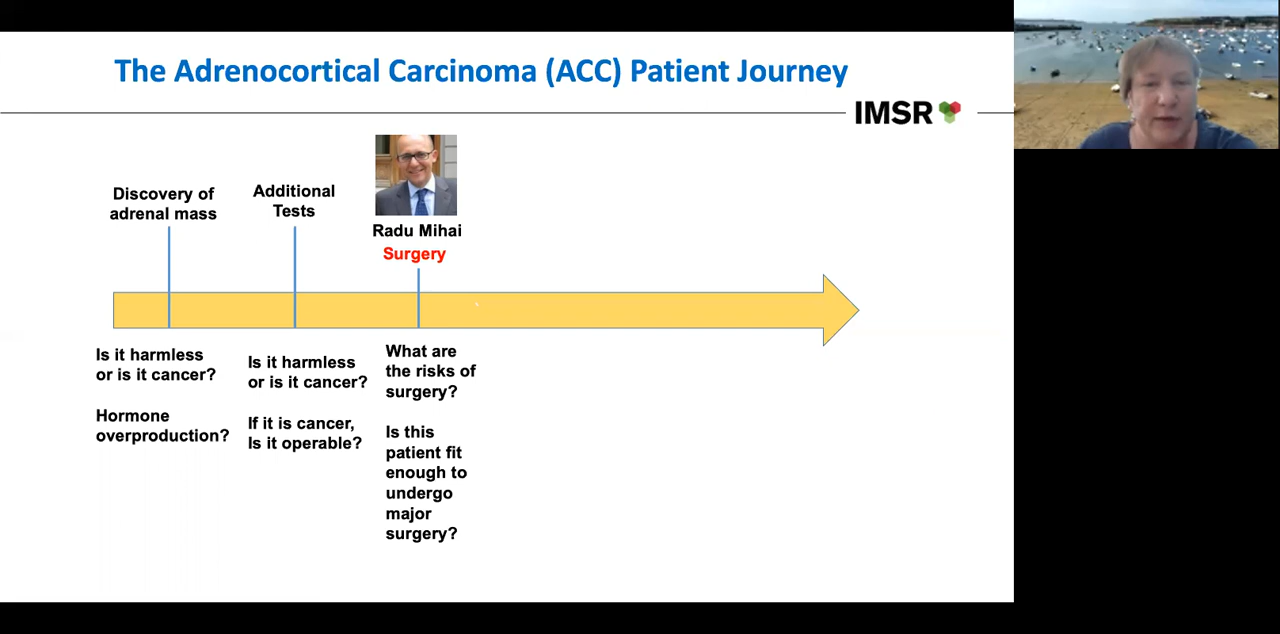 The Adrenocortical Carcinoma (ACC) Patient Journey
IMSR
Discovery of
adrenal mass
Additional
Tests
Radu Mihai
Surgery
Is it harmless
or is it cancer?
Hormone
overproduction?
Is it harmless
or is it cancer?
If it is cancer,
Is it operable?
What are
the risks of
surgery?
Is this
patient fit
enough to
undergo
major
surgery?